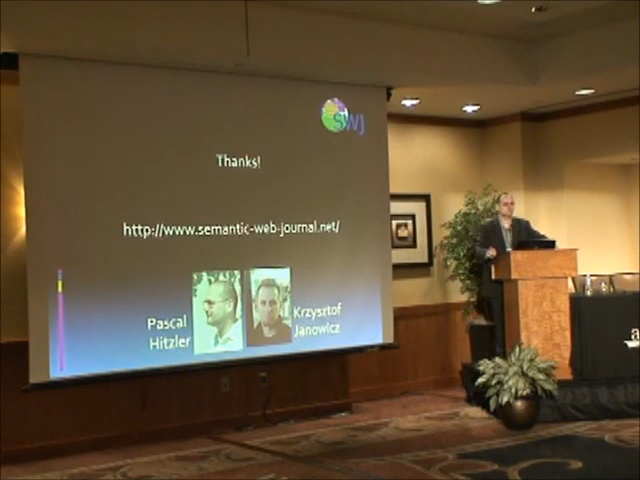 SWJ
Thanks!
http://www.semantic-web-journal.net/
Pascal
Hitzler
Krzysztof
Janowicz
a